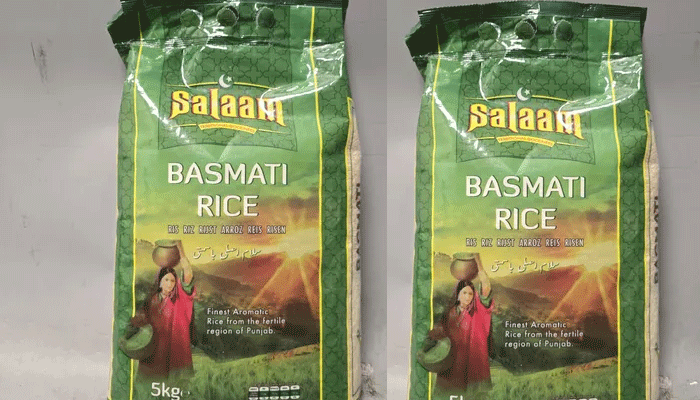 Salaam
BASMATI
RICE
RIS RIZ RIJST ARROZ REIS RISEN
Finest Aromatic
Rice from the fertile
region of Punjab.
5kg
Salaam
BASMATI
RICE
RIS RIZ RIJST ARROZ REIS RISEN
Finest Aromatic
Rice from the fertile
region of Punjab.